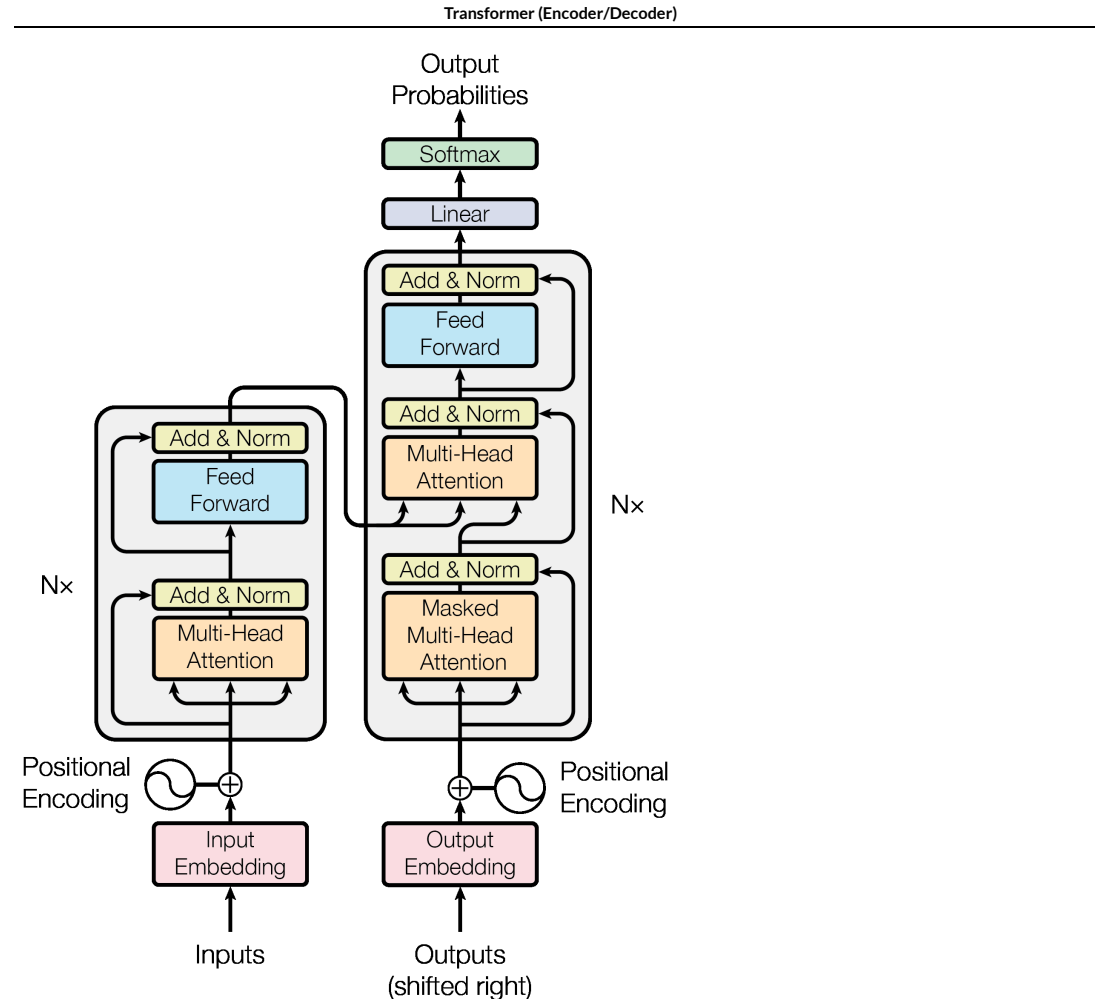 Transformer (Encoder/Decoder)
Output
Probabilities
Softmax
Linear
Add & Norm
Feed
Forward
Add & Norm
Multi-Head
Attention
Nx
Add & Norm
Masked
Multi-Head
Attention
Add & Norm
Feed
Forward
Nx
Add & Norm
Multi-Head
Attention
Positional
Encoding
Positional
Encoding
Input
Embedding
Output
Embedding
Inputs
Outputs
(shifted right)